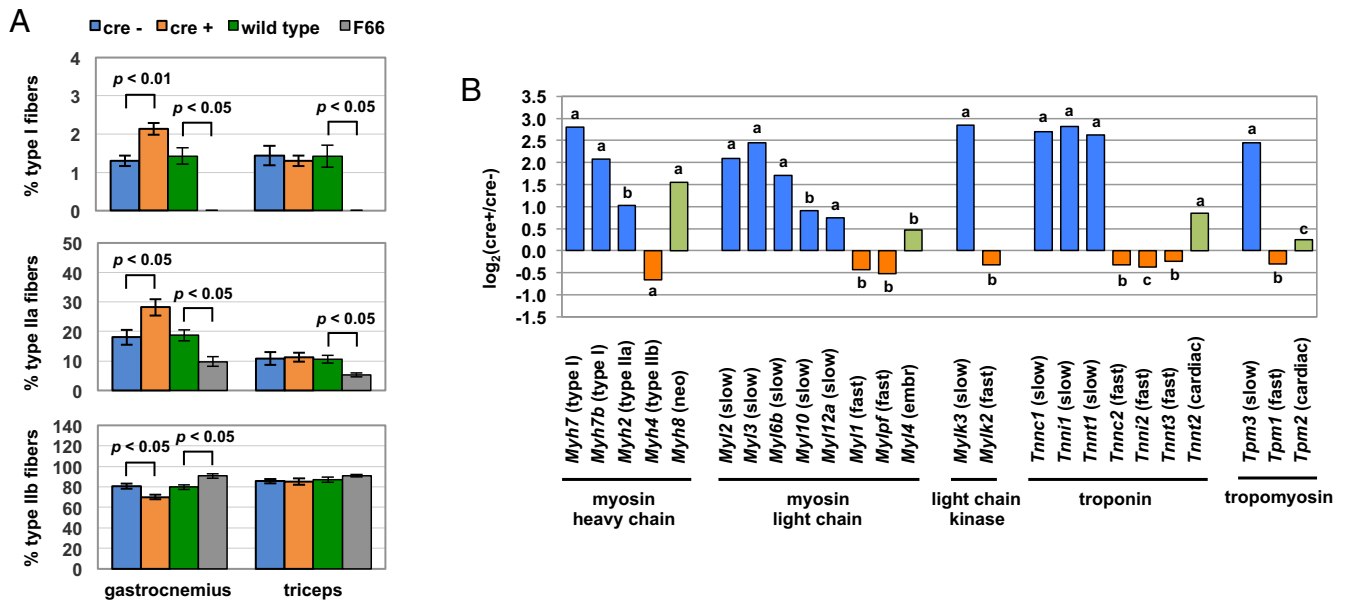 A
cre - cre + wild type F66
% type I fibers
4
3
2
1
0
p < 0.01
p < 0.05
p < 0.05
% type IIa fibers
50
40
30
20
10
0
p < 0.05
p < 0.05
p < 0.05
% type IIb fibers
140
120
100
80
60
40
20
0
p < 0.05
p < 0.05
gastrocnemius triceps
B
log2(cre+/cre-)
3.5
3.0
2.5
2.0
1.5
1.0
0.5
0.0
-0.5
-1.0
-1.5
a a b a a a a a b a b b b a b a a a b c b a a b c
Myh7 (type I)
Myh7b (type I)
Myh2 (type IIa)
Myh4 (type IIb)
Myh8 (neo)
Myl2 (slow)
Myl3 (slow)
Myl6b (slow)
Myl10 (slow)
Myl12a (slow)
Myl1 (fast)
Mylpf (fast)
Myl4 (embr)
Mylk3 (slow)
Mylk2 (fast)
Tnnc1 (slow)
Tnni1 (slow)
Tnnt1 (slow)
Tnnc2 (fast)
Tnni2 (fast)
Tnnt3 (fast)
Tnnt2 (cardiac)
Tpm3 (slow)
Tpm1 (fast)
Tpm2 (cardiac)
myosin
heavy chain
myosin
light chain
light chain
kinase
troponin
tropomyosin